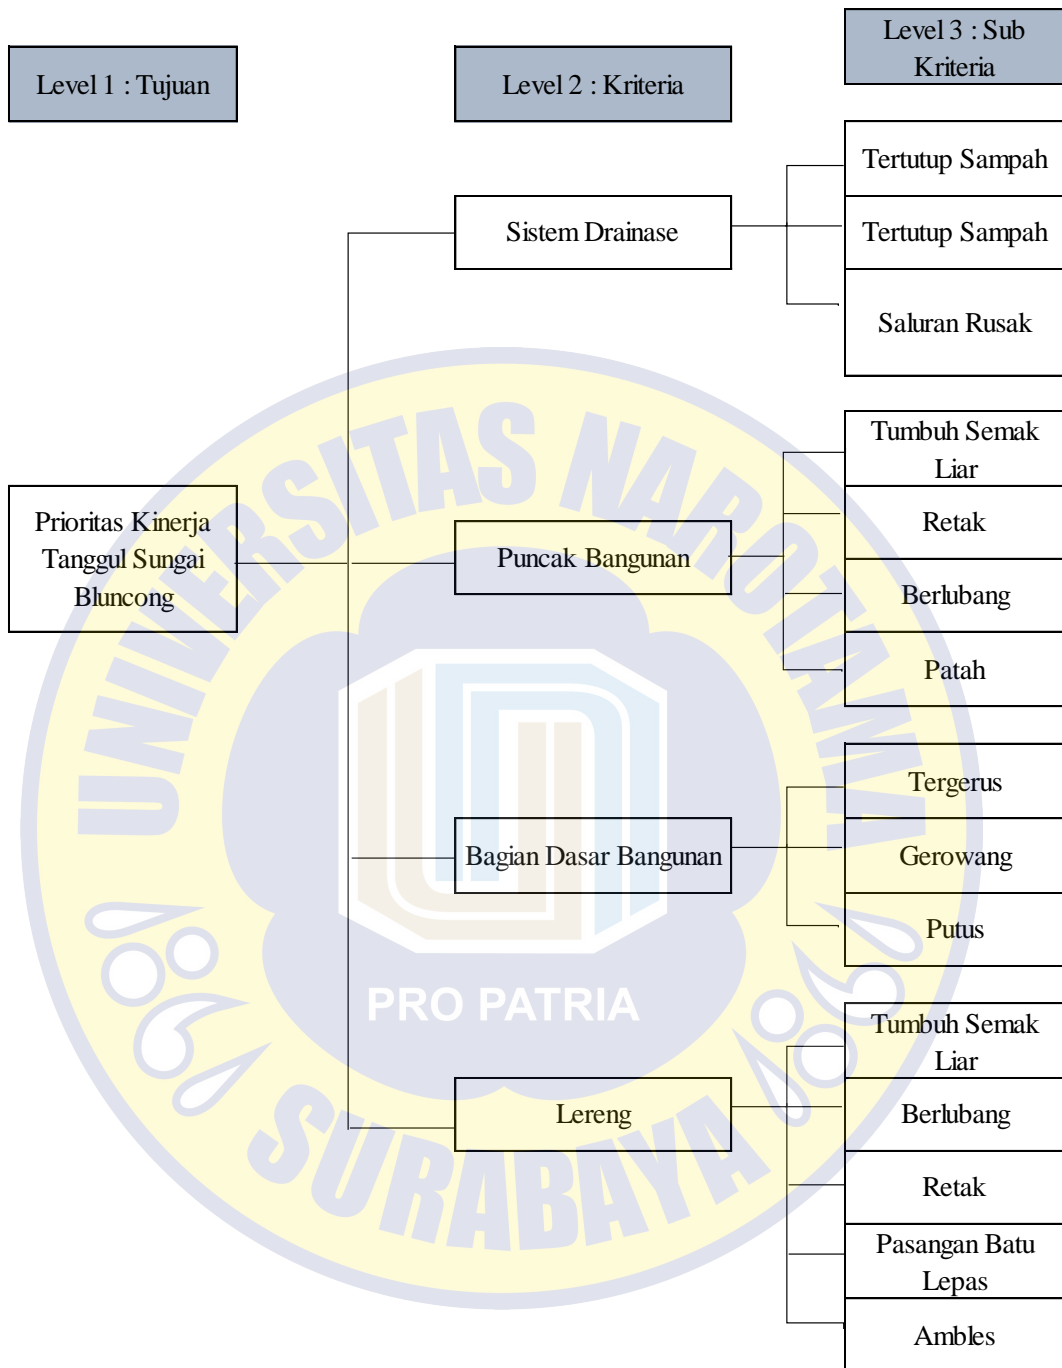 Level 1 : Tujuan
Level 2 : Kriteria
Level 3 : Sub
Kriteria
Prioritas Kinerja
Tanggul Sungai
Bluncong
Sistem Drainase
Tertutup Sampah
Tertutup Sampah
Saluran Rusak
Puncak Bangunan
Tumbuh Semak
Liar
Retak
Berlubang
Patah
Bagian Dasar Bangunan
Tergerus
Gerowang
Putus
Lereng
Tumbuh Semak
Liar
Berlubang
Retak
Pasangan Batu
Lepas
Ambles
UNIVERSITAS NAROTAMA
PRO PATRIA
SURABAYA